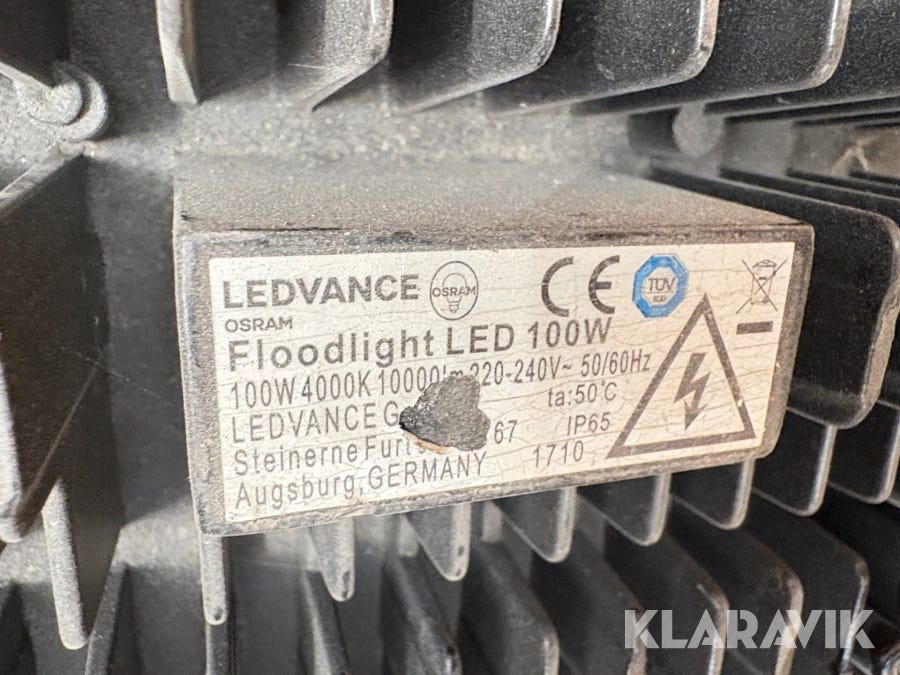 LEDVANCE OSRAM CE TÜV SÜD
OSRAM
Floodlight LED 100W
100W 4000K 10000lm 220-240V~ 50/60Hz
LEDVANCE ta:50°C
Steinerne Furt 67 IP65
Augsburg, GERMANY 1710
KLARAVIK